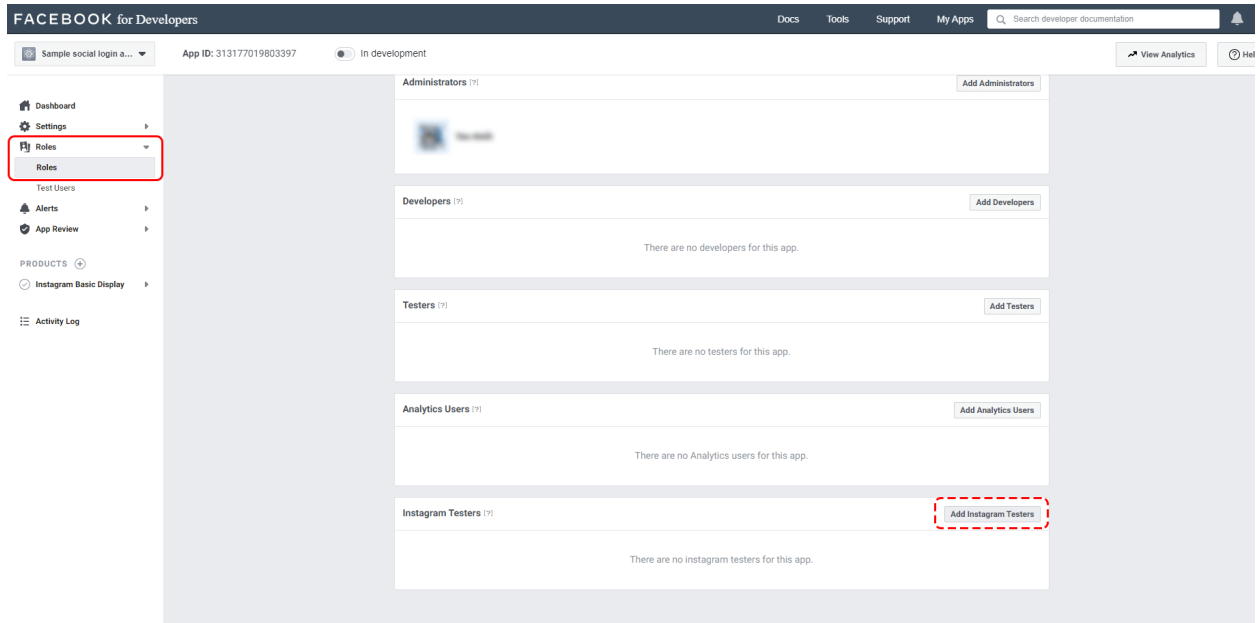 FACEBOOK for Developers
Docs Tools Support My Apps Search developer documentation
Sample social login a... App ID: 313177019803397 In development View Analytics
Administrators [?] Add Administrators
Dashboard
Settings
Roles
Roles
Test Users
Alerts
App Review
PRODUCTS
Instagram Basic Display
Activity Log
Developers [?] Add Developers
There are no developers for this app.
Testers [?] Add Testers
There are no testers for this app.
Analytics Users [?] Add Analytics Users
There are no Analytics users for this app.
Instagram Testers [?] Add Instagram Testers
There are no instagram testers for this app.